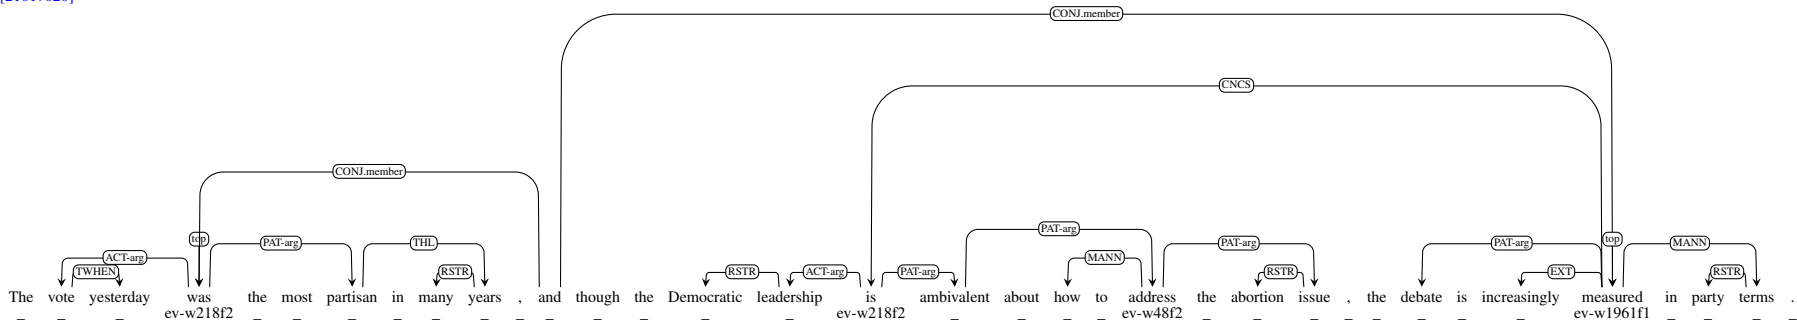 CONJ.member
CNCS
CONJ.member
PAT-arg
top PAT-arg THL PAT-arg PAT-arg top MANN
ACT-arg MANN
TWHEN RSTR RSTR ACT-arg PAT-arg RSTR EXT RSTR
The vote yesterday was the most partisan in many years , and though the Democratic leadership is ambivalent about how to address the abortion issue , the debate is increasingly measured in party terms .
_ _ _ ev-w218f2 _ _ _ _ _ _ _ _ _ _ _ _ ev-w218f2 _ _ _ _ ev-w48f2 _ _ _ _ _ _ _ _ ev-w1961f1 _ _ _ _